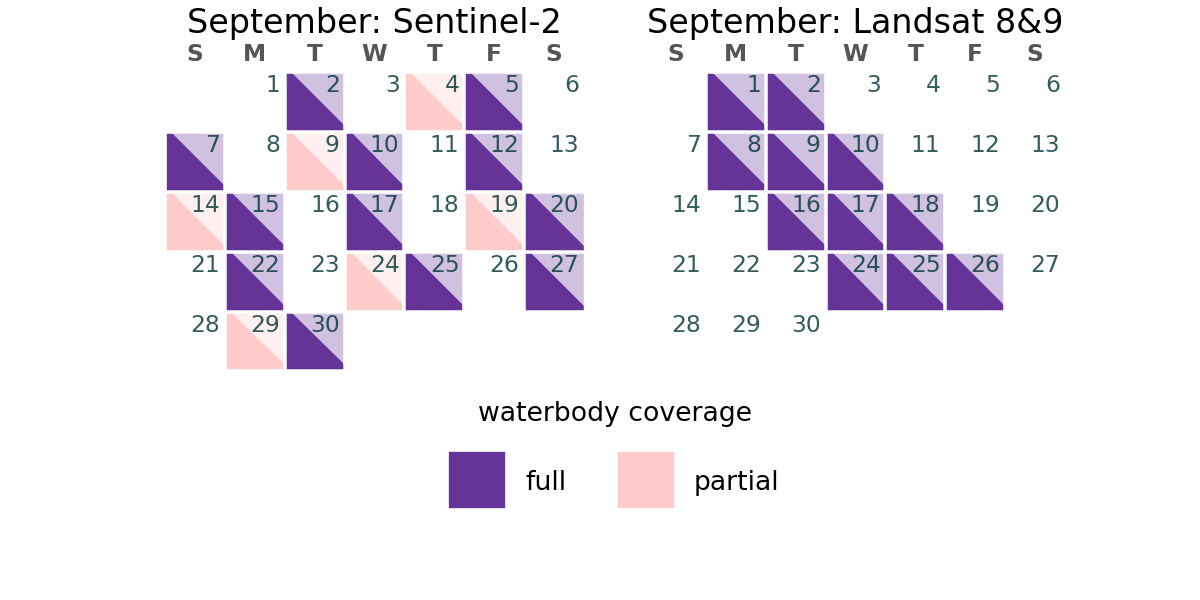 September: Sentinel-2
S M T W T F S
1 2 3 4 5 6
7 8 9 10 11 12 13
14 15 16 17 18 19 20
21 22 23 24 25 26 27
28 29 30
September: Landsat 8&9
S M T W T F S
1 2 3 4 5 6
7 8 9 10 11 12 13
14 15 16 17 18 19 20
21 22 23 24 25 26 27
28 29 30
waterbody coverage
full partial